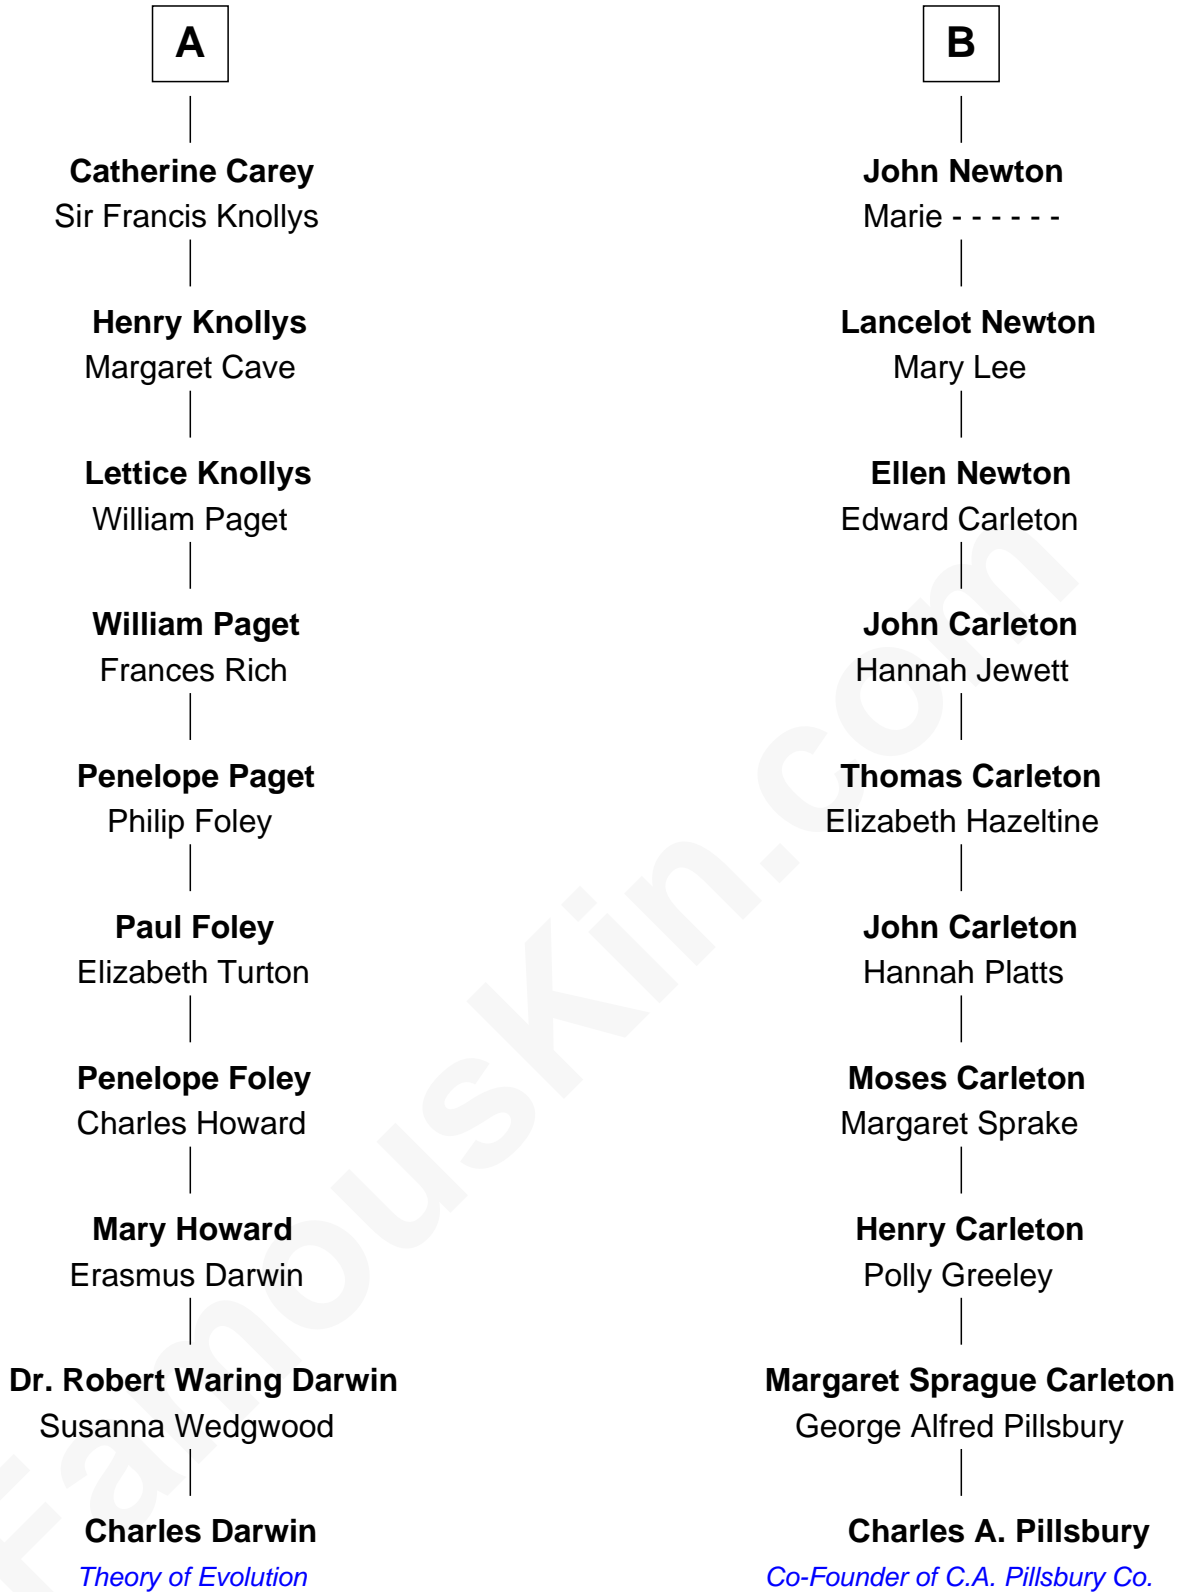 A
Catherine Carey
Sir Francis Knollys
Henry Knollys
Margaret Cave
Lettice Knollys
William Paget
William Paget
Frances Rich
Penelope Paget
Philip Foley
Paul Foley
Elizabeth Turton
Penelope Foley
Charles Howard
Mary Howard
Erasmus Darwin
Dr. Robert Waring Darwin
Susanna Wedgwood
Charles Darwin
Theory of Evolution
B
John Newton
Marie - - - - - -
Lancelot Newton
Mary Lee
Ellen Newton
Edward Carleton
John Carleton
Hannah Jewett
Thomas Carleton
Elizabeth Hazeltine
John Carleton
Hannah Platts
Moses Carleton
Margaret Sprake
Henry Carleton
Polly Greeley
Margaret Sprague Carleton
George Alfred Pillsbury
Charles A. Pillsbury
Co-Founder of C.A. Pillsbury Co.
FamousKin.com